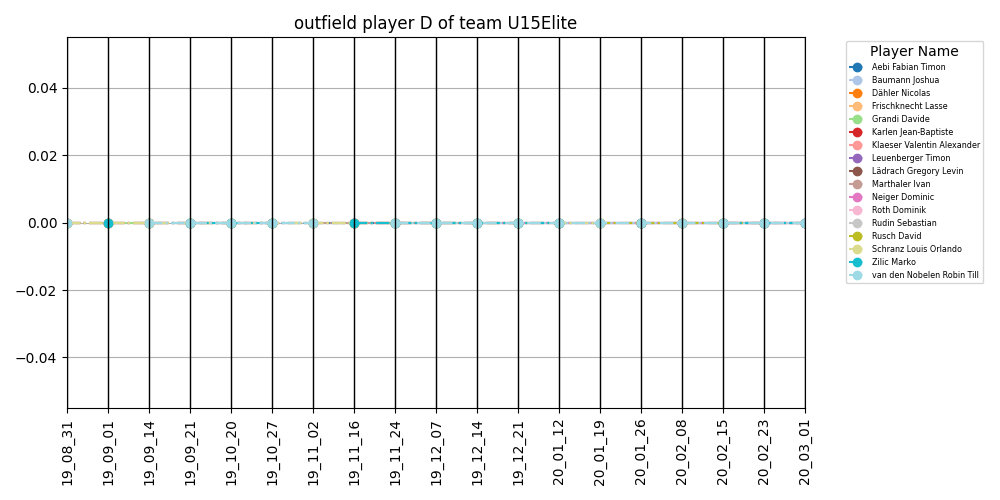 outfield player D of team U15Elite
0.04
0.02
0.00
−0.02
−0.04
19_08_31
19_09_01
19_09_14
19_09_21
19_10_20
19_10_27
19_11_02
19_11_16
19_11_24
19_12_07
19_12_14
19_12_21
20_01_12
20_01_19
20_01_26
20_02_08
20_02_15
20_02_23
20_03_01
Player Name
Aebi Fabian Timon
Baumann Joshua
Dähler Nicolas
Frischknecht Lasse
Grandi Davide
Karlen Jean-Baptiste
Klaeser Valentin Alexander
Leuenberger Timon
Lädrach Gregory Levin
Marthaler Ivan
Neiger Dominic
Roth Dominik
Rudin Sebastian
Rusch David
Schranz Louis Orlando
Zilic Marko
van den Nobelen Robin Till